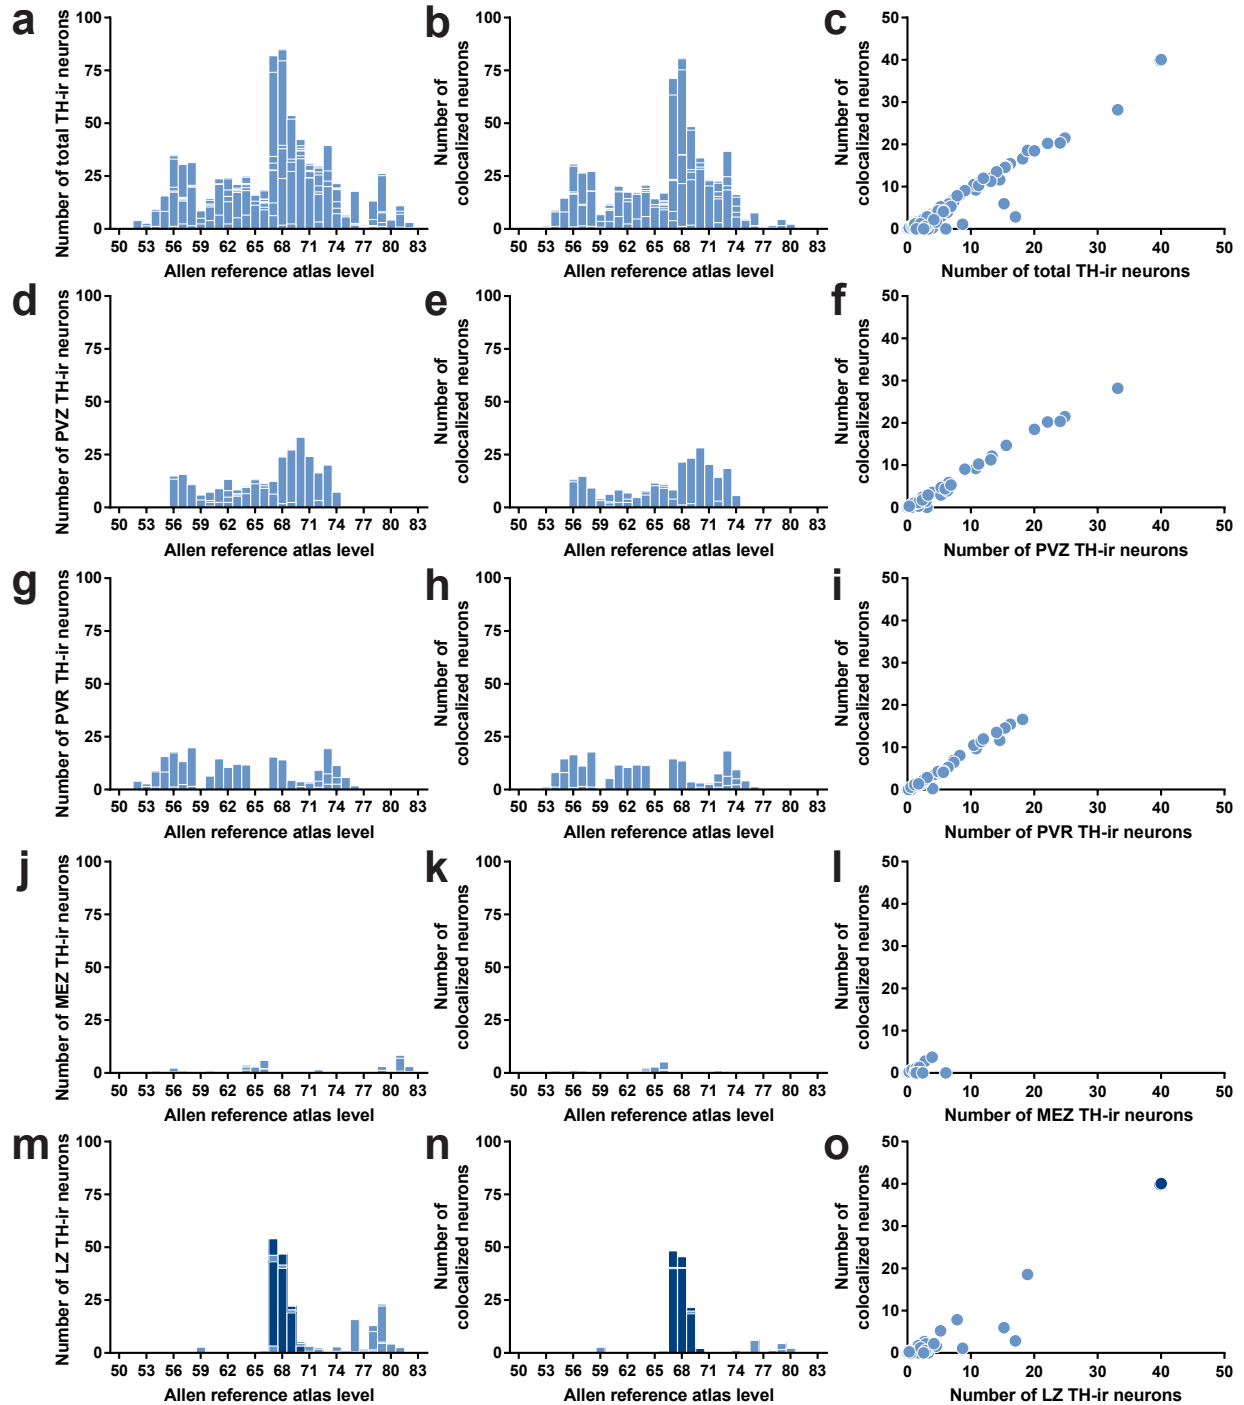 a
Number of total TH-ir neurons
100
75
50
25
0
50 53 56 59 62 65 68 71 74 77 80 83
Allen reference atlas level
b
Number of
colocalized neurons
100
75
50
25
0
50 53 56 59 62 65 68 71 74 77 80 83
Allen reference atlas level
c
Number of
colocalized neurons
50
40
30
20
10
0
0 10 20 30 40 50
Number of total TH-ir neurons
d
Number of PVZ TH-ir neurons
100
75
50
25
0
50 53 56 59 62 65 68 71 74 77 80 83
Allen reference atlas level
e
Number of
colocalized neurons
100
75
50
25
0
50 53 56 59 62 65 68 71 74 77 80 83
Allen reference atlas level
f
Number of
colocalized neurons
50
40
30
20
10
0
0 10 20 30 40 50
Number of PVZ TH-ir neurons
g
Number of PVR TH-ir neurons
100
75
50
25
0
50 53 56 59 62 65 68 71 74 77 80 83
Allen reference atlas level
h
Number of
colocalized neurons
100
75
50
25
0
50 53 56 59 62 65 68 71 74 77 80 83
Allen reference atlas level
i
Number of
colocalized neurons
50
40
30
20
10
0
0 10 20 30 40 50
Number of PVR TH-ir neurons
j
Number of MEZ TH-ir neurons
100
75
50
25
0
50 53 56 59 62 65 68 71 74 77 80 83
Allen reference atlas level
k
Number of
colocalized neurons
100
75
50
25
0
50 53 56 59 62 65 68 71 74 77 80 83
Allen reference atlas level
l
Number of
colocalized neurons
50
40
30
20
10
0
0 10 20 30 40 50
Number of MEZ TH-ir neurons
m
Number of LZ TH-ir neurons
100
75
50
25
0
50 53 56 59 62 65 68 71 74 77 80 83
Allen reference atlas level
n
Number of
colocalized neurons
100
75
50
25
0
50 53 56 59 62 65 68 71 74 77 80 83
Allen reference atlas level
o
Number of
colocalized neurons
50
40
30
20
10
0
0 10 20 30 40 50
Number of LZ TH-ir neurons